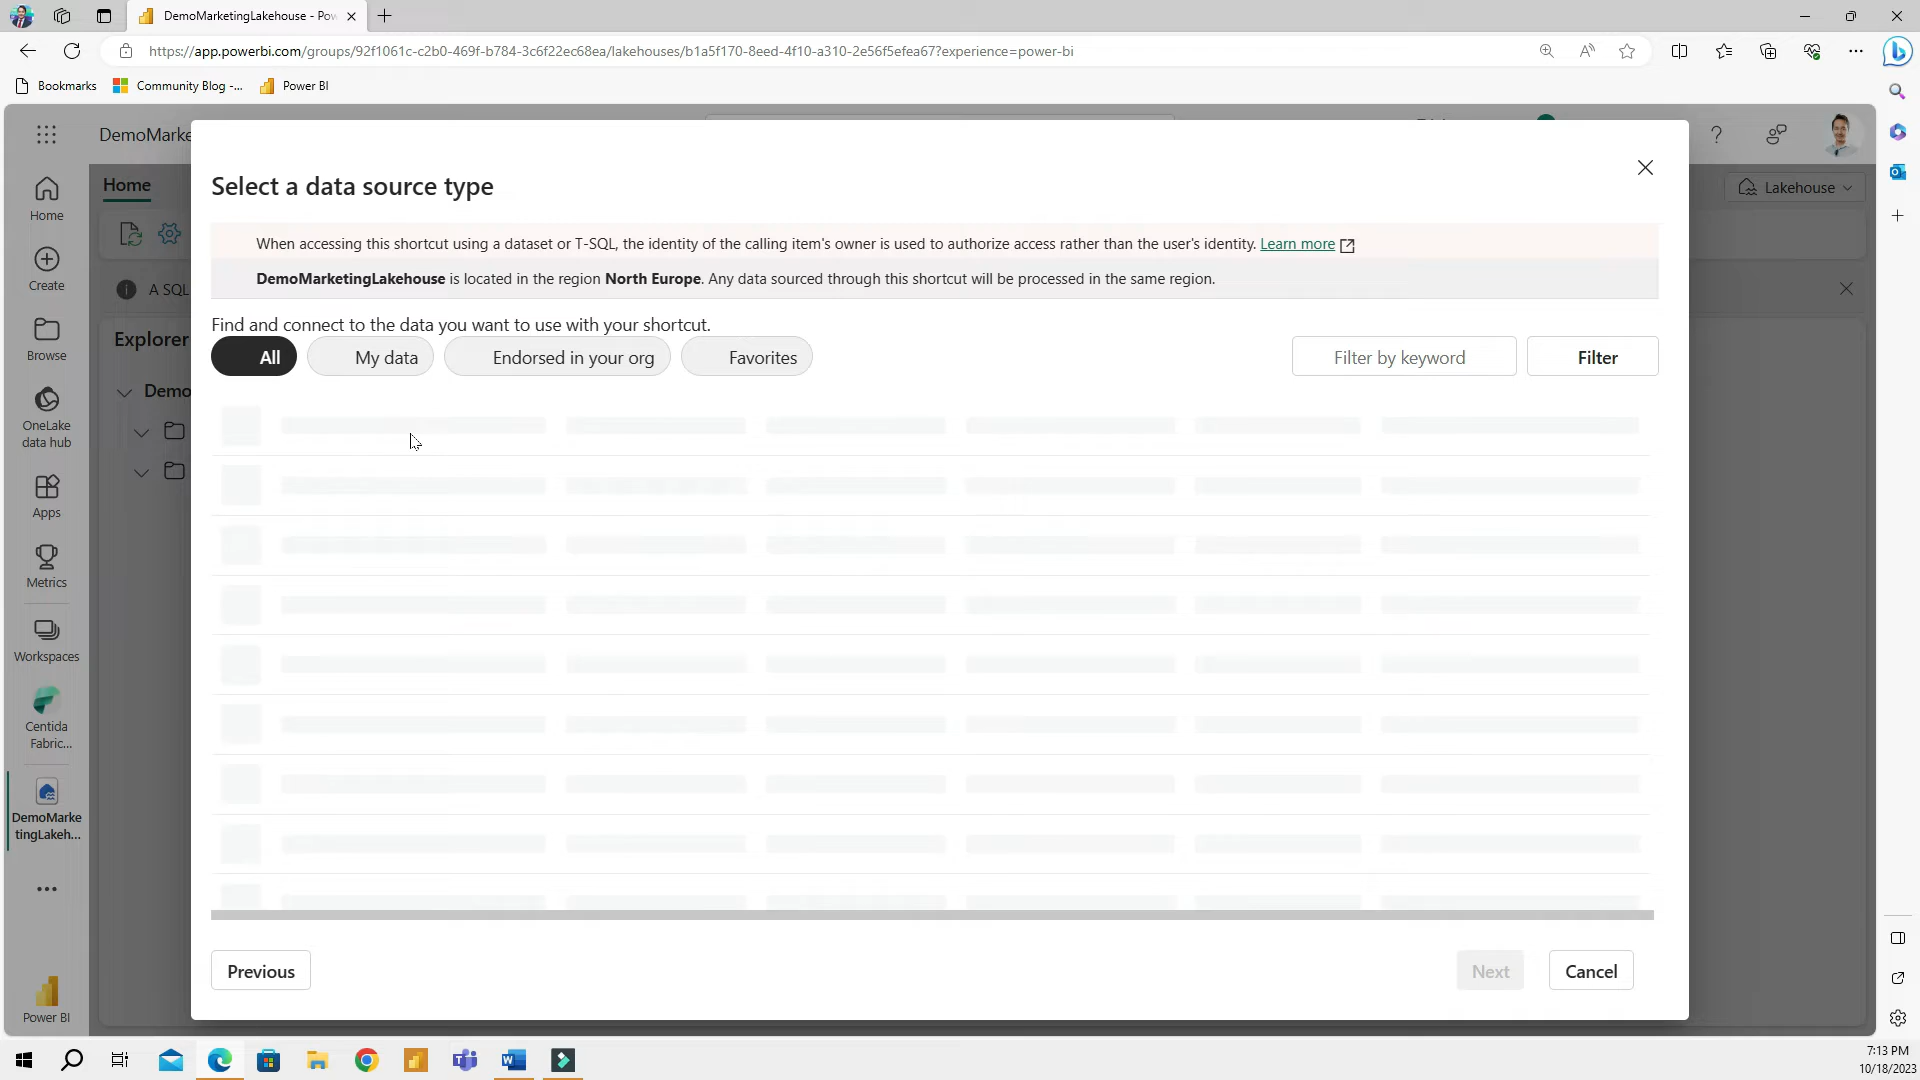 DemoMarketingLakehouse - Pow
https://app.powerbi.com/groups/92f1061c-c2b0-469f-b784-3c6f22ec68ea/lakehouses/b1a5f170-8eed-4f10-a310-2e56f5efea67?experience=power-bi
Bookmarks
Community Blog -...
Power BI
DemoMarke
Home
Lakehouse
Home
Create
Browse
OneLake
data hub
Apps
Metrics
Workspaces
Centida
Fabric...
DemoMarke
tingLakeh...
Power BI
A SQL
Explorer
Demo
Select a data source type
When accessing this shortcut using a dataset or T-SQL, the identity of the calling item's owner is used to authorize access rather than the user's identity. Learn more
DemoMarketingLakehouse is located in the region North Europe. Any data sourced through this shortcut will be processed in the same region.
Find and connect to the data you want to use with your shortcut.
All
My data
Endorsed in your org
Favorites
Filter by keyword
Filter
Previous
Next
Cancel
7:13 PM
10/18/2023